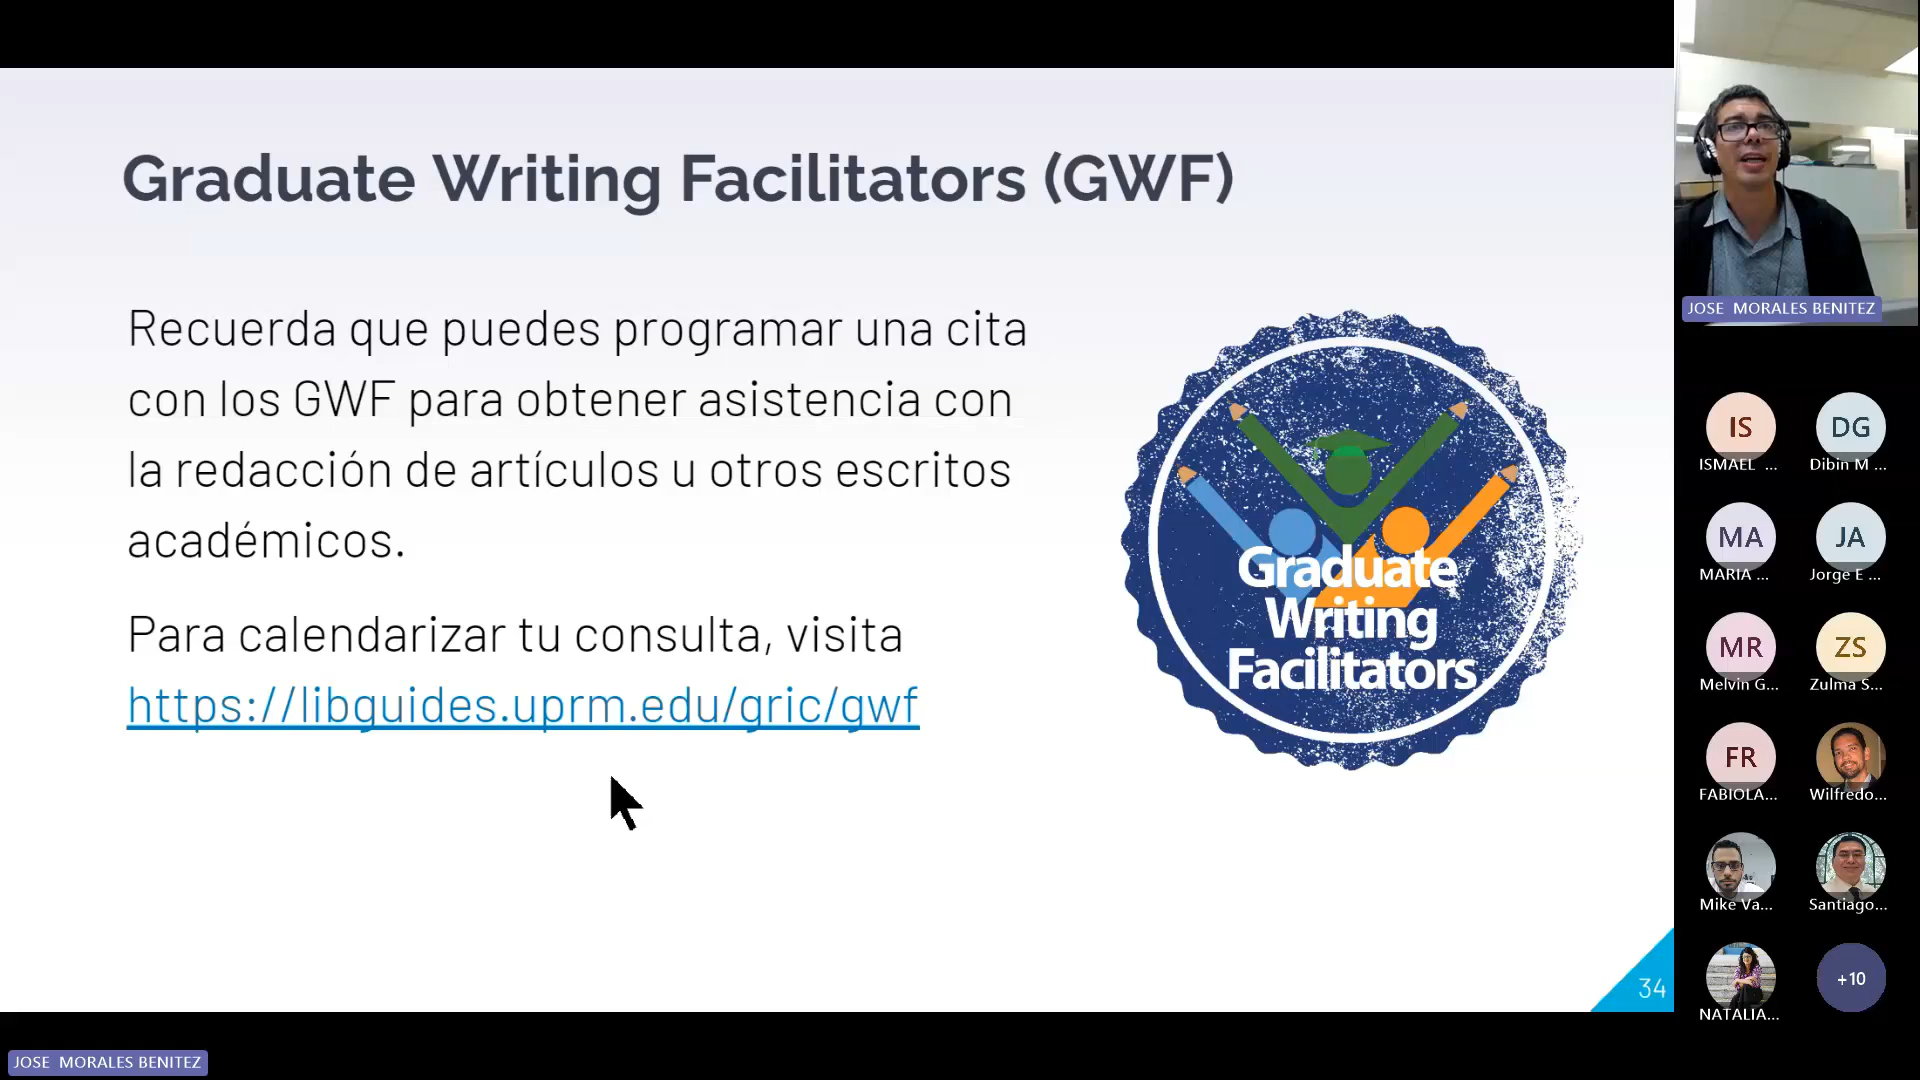 Graduate Writing Facilitators (GWF)
Recuerda que puedes programar una cita
con los GWF para obtener asistencia con
la redacción de artículos u otros escritos
académicos.
Para calendarizar tu consulta, visita
https://libguides.uprm.edu/gric/gwf
Graduate
Writing
Facilitators
34
JOSE MORALES BENITEZ
IS
ISMAEL ...
DG
Dibin M ...
MA
MARIA ...
JA
Jorge E ...
MR
Melvin G...
ZS
Zulma S...
FR
FABIOLA...
Wilfredo...
Mike Va...
Santiago...
NATALIA...
+10
JOSE MORALES BENITEZ